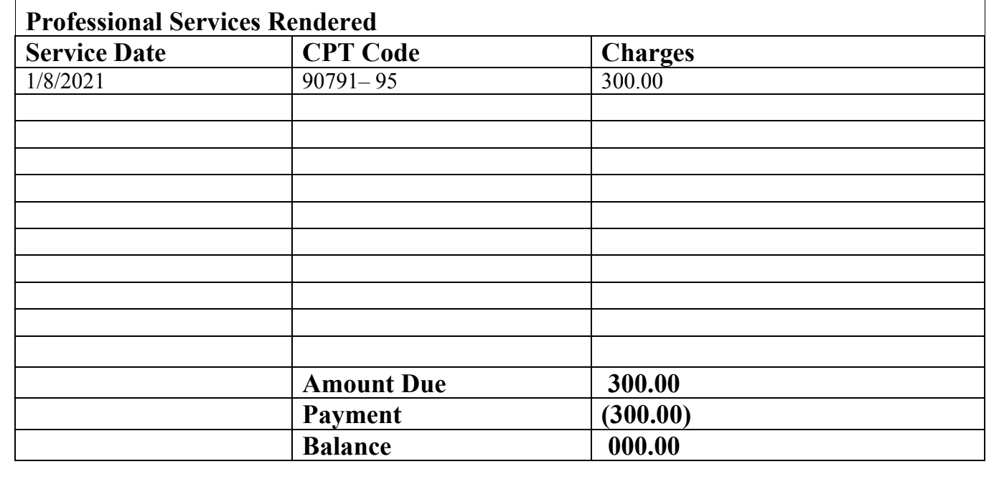 Professional Services Rendered
Service Date CPT Code Charges
1/8/2021 90791– 95 300.00
Amount Due 300.00
Payment (300.00)
Balance 000.00